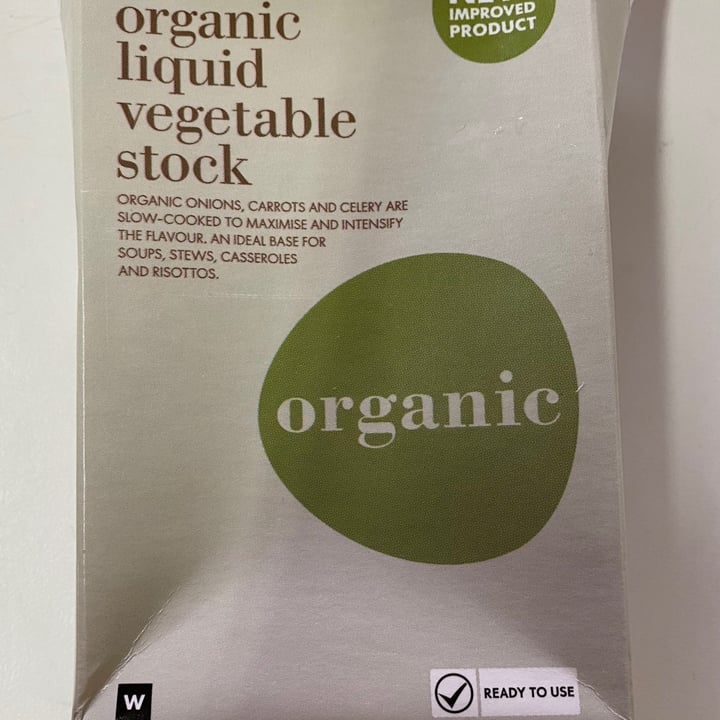 organic
liquid
vegetable
stock
IMPROVED
PRODUCT
ORGANIC ONIONS, CARROTS AND CELERY ARE
SLOW-COOKED TO MAXIMISE AND INTENSIFY
THE FLAVOUR. AN IDEAL BASE FOR
SOUPS, STEWS, CASSEROLES
AND RISOTTOS.
organic
W
READY TO USE